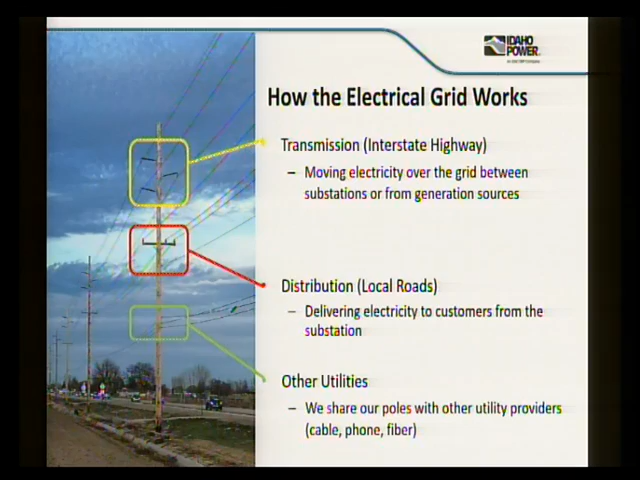 IDAHO
POWER
How the Electrical Grid Works
Transmission (Interstate Highway)
– Moving electricity over the grid between
substations or from generation sources
Distribution (Local Roads)
– Delivering electricity to customers from the
substation
Other Utilities
– We share our poles with other utility providers
(cable, phone, fiber)